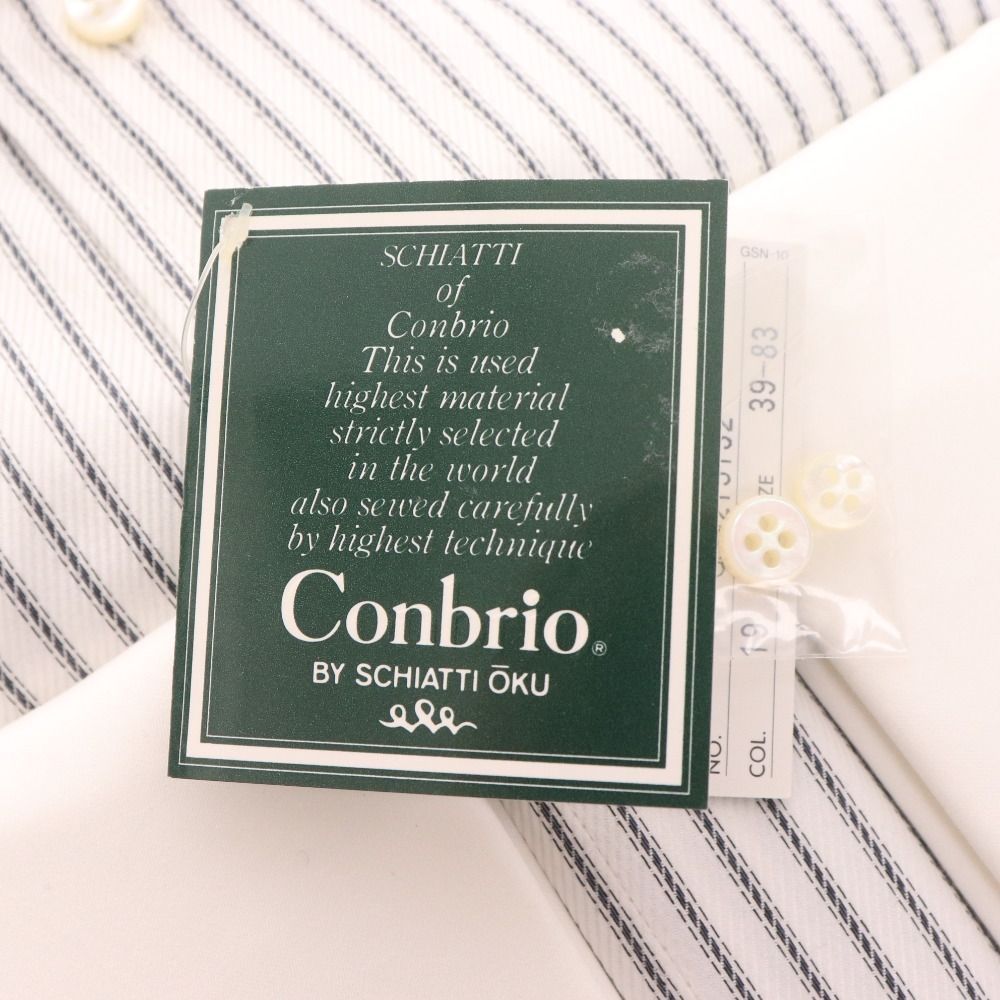 SCHIATTI
of
Conbrio
This is used
highest material
strictly selected
in the world
also sewed carefully
by highest technique
Conbrio®
BY SCHIATTI ŌKU
GSN-10
39-83
NO.
19
COL.